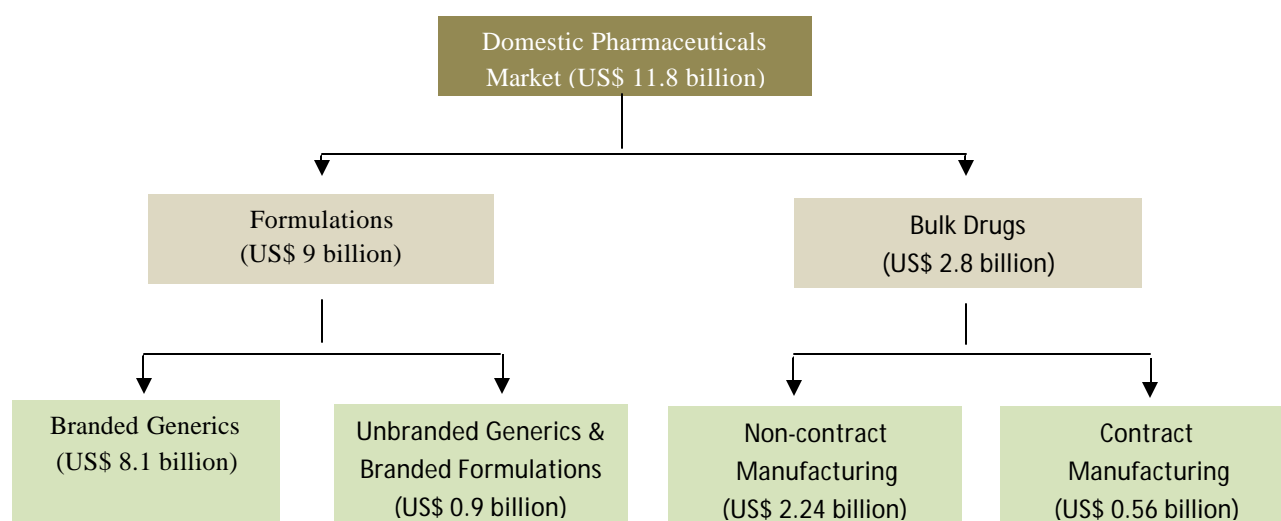 Domestic Pharmaceuticals
Market (US$ 11.8 billion)
Formulations
(US$ 9 billion)
Bulk Drugs
(US$ 2.8 billion)
Branded Generics
(US$ 8.1 billion)
Unbranded Generics &
Branded Formulations
(US$ 0.9 billion)
Non-contract
Manufacturing
(US$ 2.24 billion)
Contract
Manufacturing
(US$ 0.56 billion)